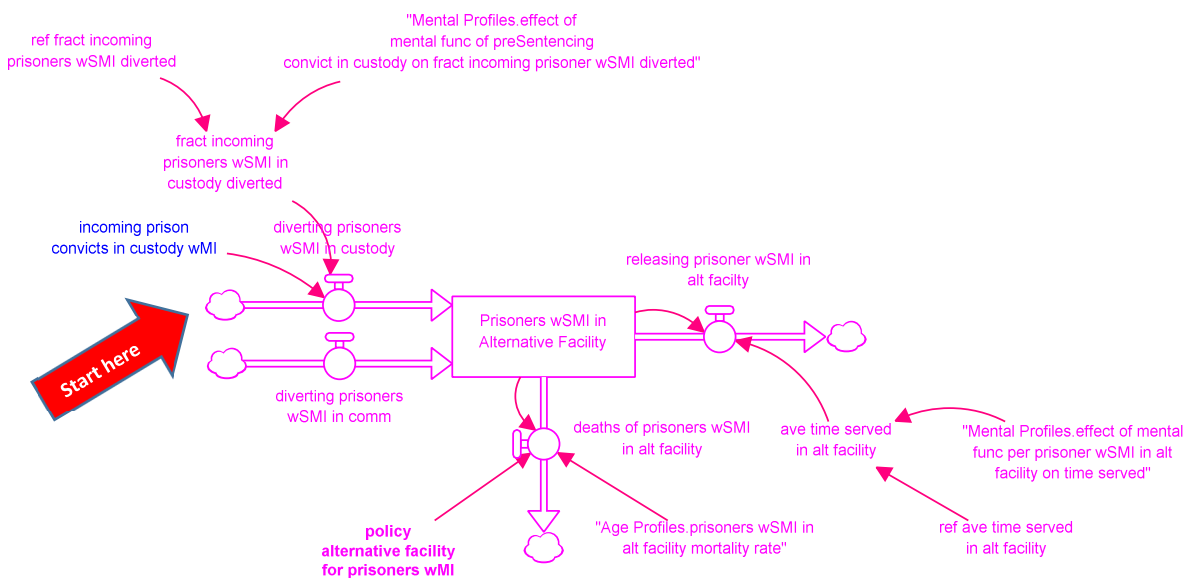 "Mental Profiles.effect of
mental func of preSentencing
convict in custody on fract incoming prisoner wSMI diverted"
ref fract incoming
prisoners wSMI diverted
fract incoming
prisoners wSMI in
custody diverted
incoming prison
convicts in custody wMI
diverting prisoners
wSMI in custody
releasing prisoner wSMI in
alt facilty
Start here
Prisoners wSMI in
Alternative Facility
diverting prisoners
wSMI in comm
deaths of prisoners wSMI
in alt facility
ave time served
in alt facility
"Mental Profiles.effect of mental
func per prisoner wSMI in alt
facility on time served"
policy
alternative facility
for prisoners wMI
"Age Profiles.prisoners wSMI in
alt facility mortality rate"
ref ave time served
in alt facility